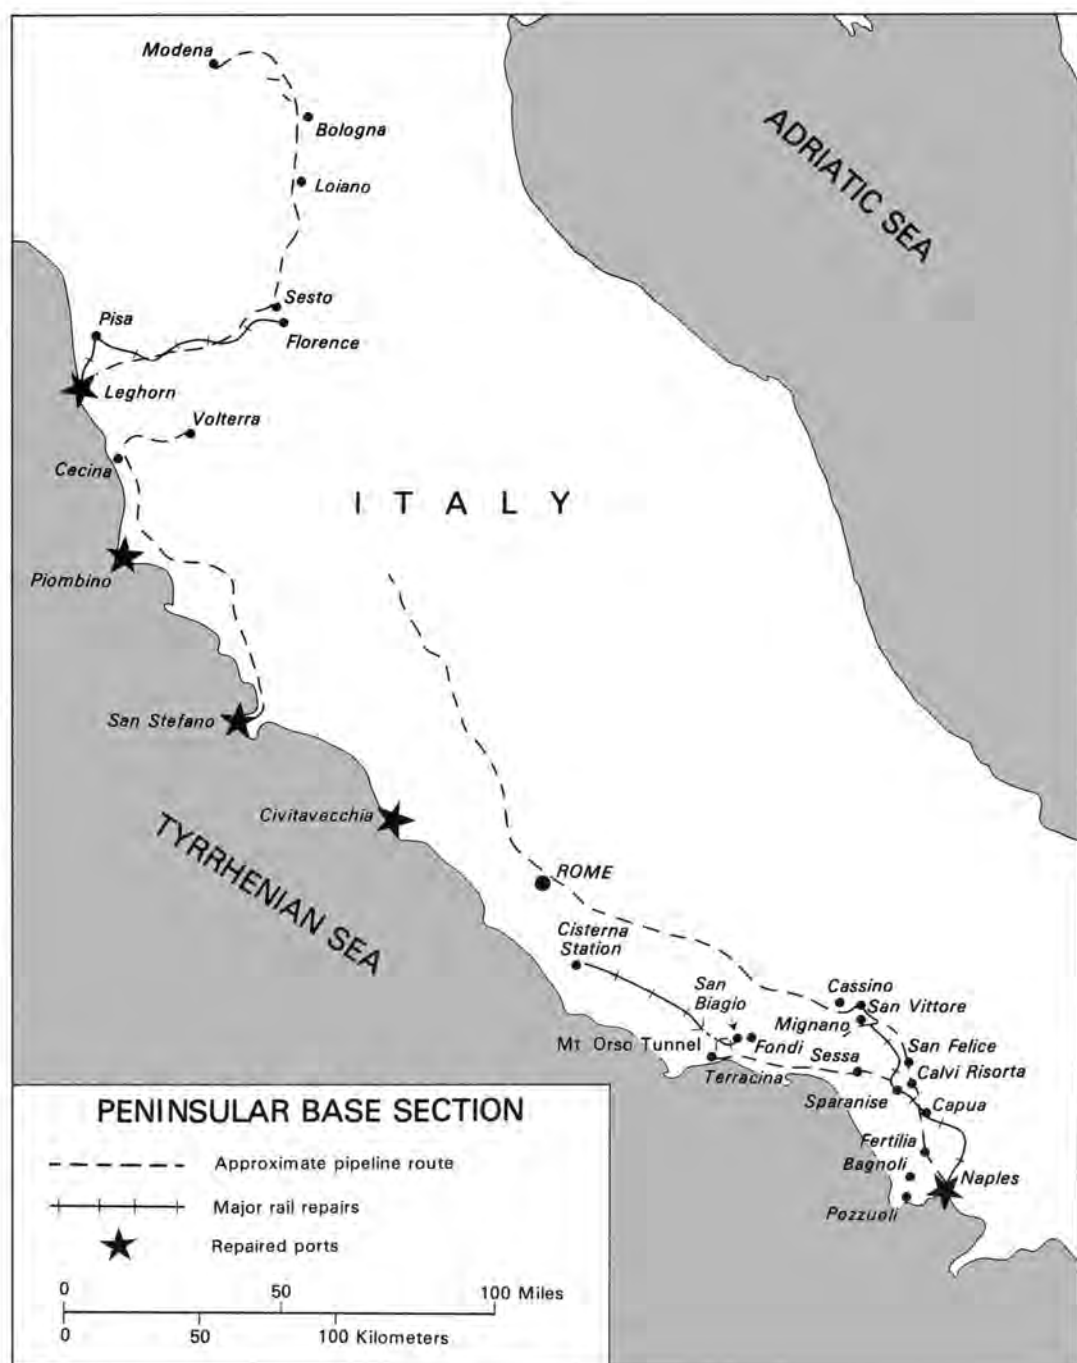 Modena
Bologna
ADRIATIC SEA
Loiano
Sesto
Pisa
Florence
Leghorn
Volterra
Cecina
ITALY
Piombino
San Stefano
Civitavecchia
TYRRHENIAN SEA
ROME
Cisterna
Station
San
Biagio
Cassino
San Vittore
Mignano
Mt Orso Tunnel
Fondi
Sessa
San Felice
Terracina
Calvi Risorta
Sparanise
Capua
Fertilia
Bagnoli
Naples
Pozzuoli
PENINSULAR BASE SECTION
Approximate pipeline route
Major rail repairs
Repaired ports
0 50 100 Miles
0 50 100 Kilometers